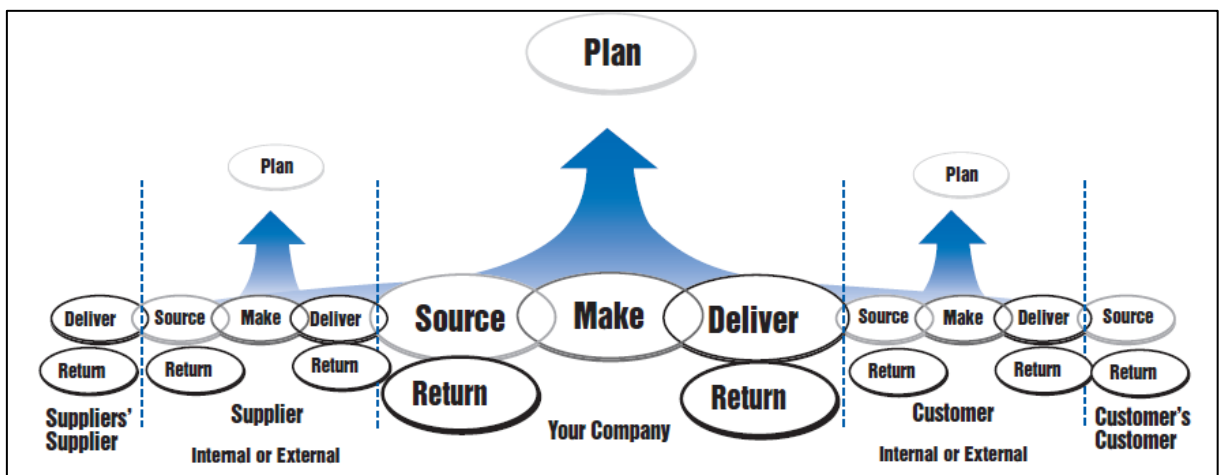 Plan
Plan
Plan
Deliver
Source
Make
Deliver
Source
Make
Deliver
Source
Make
Deliver
Source
Return
Return
Return
Return
Return
Return
Return
Return
Suppliers'
Supplier
Supplier
Your Company
Customer
Customer's
Customer
Internal or External
Internal or External